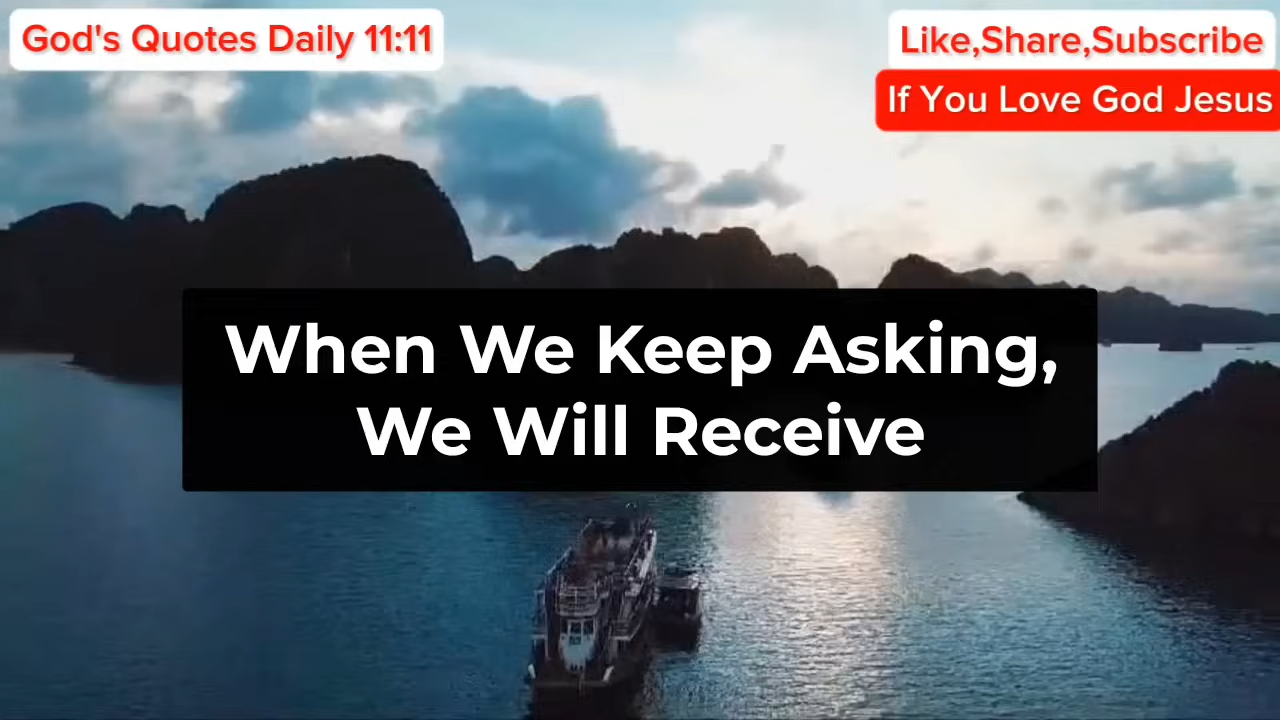 God's Quotes Daily 11:11
Like,Share,Subscribe
If You Love God Jesus
When We Keep Asking,
We Will Receive